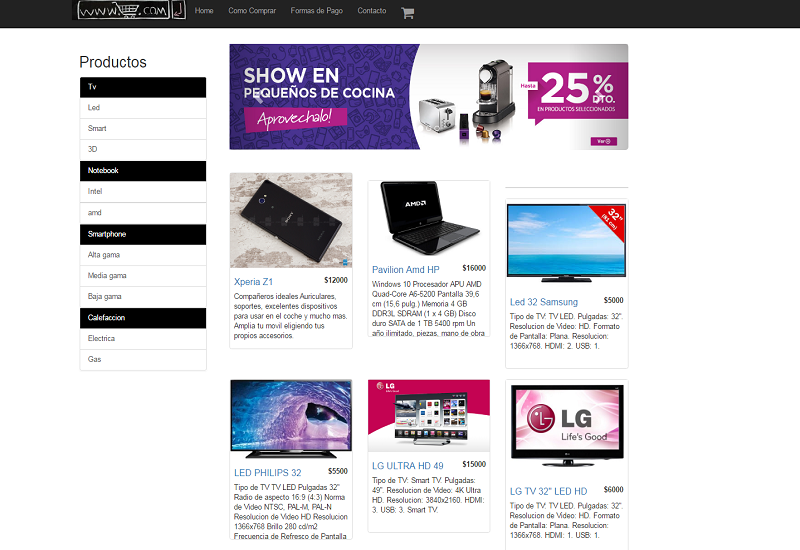 www .COM
Home Como Comprar Formas de Pago Contacto
Productos
Tv
Led
Smart
3D
Notebook
Intel
amd
Smartphone
Alta gama
Media gama
Baja gama
Calefaccion
Electrica
Gas
SHOW EN
PEQUEÑOS DE COCINA
Aprovechalo!
Hasta
25%
DTO.
EN PRODUCTOS SELECCIONADOS
Ver
SONY
Xperia Z1 $12000
Compañeros ideales Auriculares,
soportes, excelentes dispositivos
para usar en el coche y mucho mas.
Amplia tu movil eligiendo tus
propios accesorios.
AMD
Pavilion Amd HP $16000
Windows 10 Procesador APU AMD
Quad-Core A6-5200 Pantalla 39,6
cm (15,6 pulg.) Memoria 4 GB
DDR3L SDRAM (1 x 4 GB) Disco
duro SATA de 1 TB 5400 rpm Un
año ilimitado, piezas, mano de obra
32"
(81 cm)
Led 32 Samsung $5000
Tipo de TV: TV LED. Pulgadas: 32".
Resolucion de Video: HD. Formato
de Pantalla: Plana. Resolucion:
1366x768. HDMI: 2. USB: 1.
LED PHILIPS 32 $5500
Tipo de TV TV LED Pulgadas 32"
Radio de aspecto 16:9 (4:3) Norma
de Video NTSC, PAL-M, PAL-N
Resolucion de Video HD Resolucion
1366x768 Brillo 280 cd/m2
Frecuencia de Refresco de Pantalla
LG
LG ULTRA HD 49 $15000
Tipo de TV: Smart TV. Pulgadas:
49". Resolucion de Video: 4K Ultra
HD. Resolucion: 3840x2160. HDMI:
3. USB: 3. Smart TV.
LG
Life's Good
LG TV 32" LED HD $6000
Tipo de TV: TV LED. Pulgadas: 32".
Resolucion de Video: HD. Formato
de Pantalla: Plana. Resolucion:
1366x768. HDMI: 1. USB: 1.